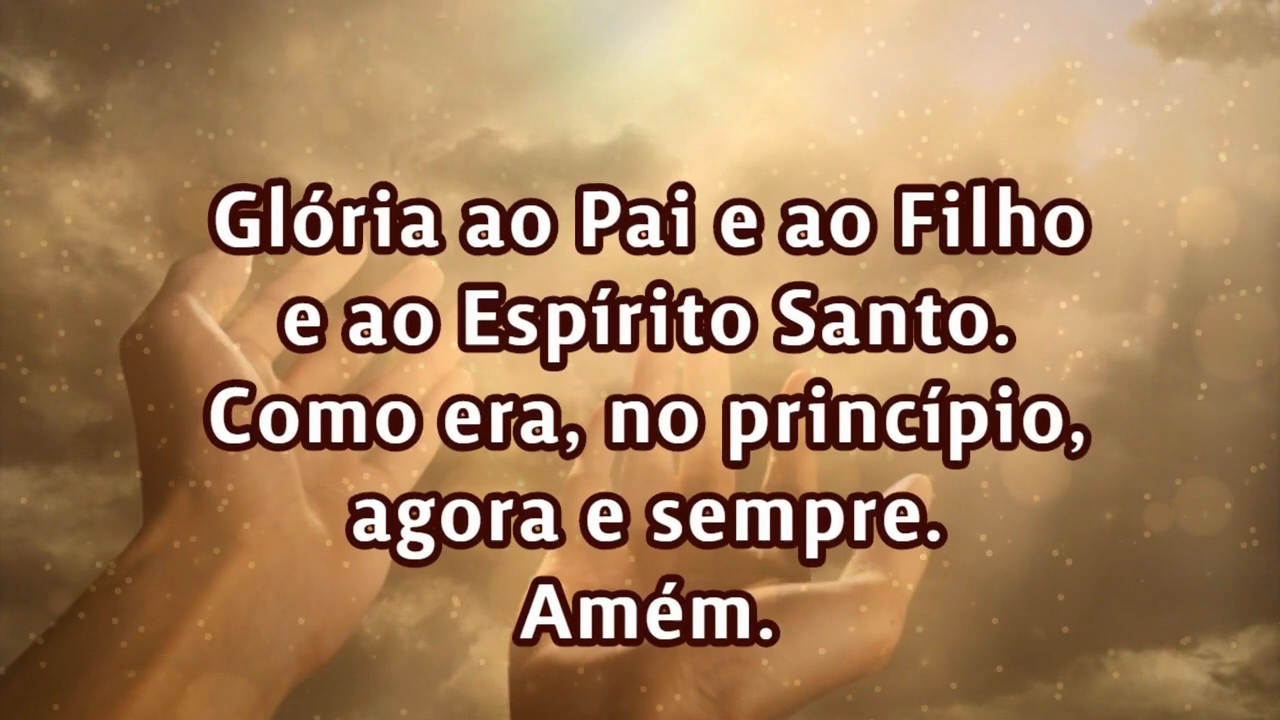 Glória ao Pai e ao Filho
e ao Espírito Santo.
Como era, no princípio,
agora e sempre.
Amém.